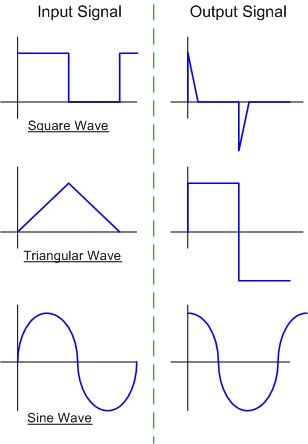 Input Signal
Output Signal
Square Wave
Triangular Wave
Sine Wave